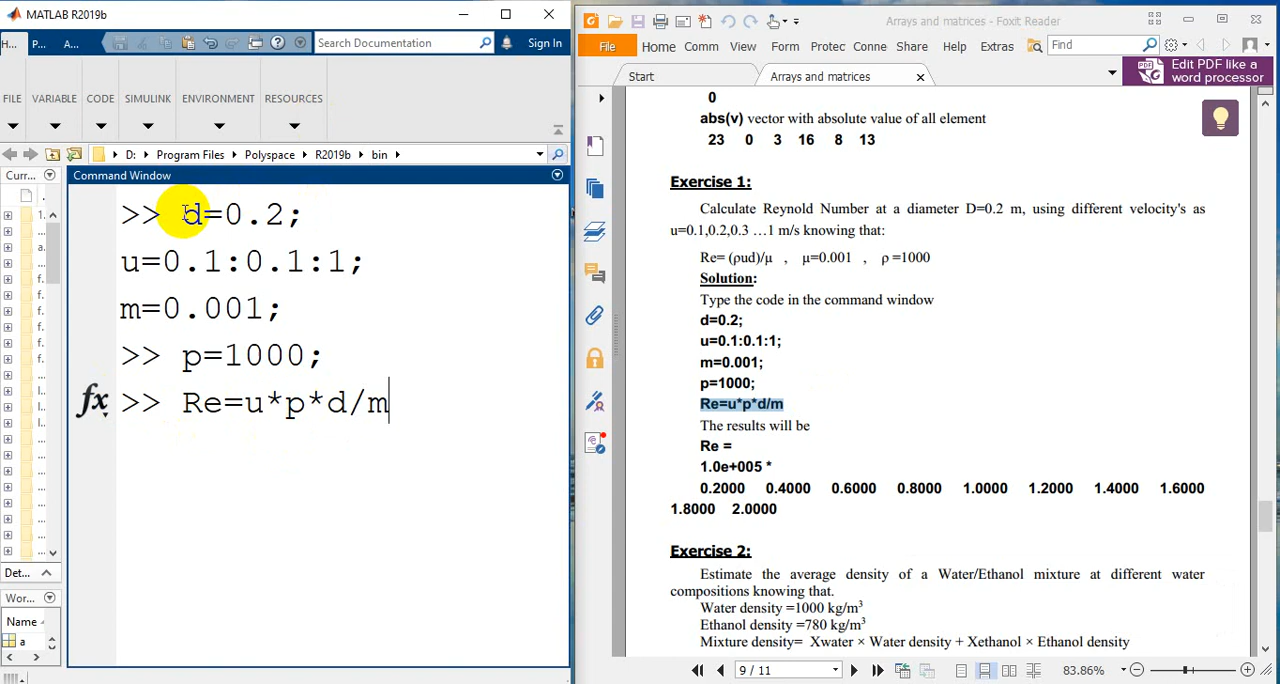 MATLAB R2019b
H...
P...
A...
Search Documentation
Sign In
FILE
VARIABLE
CODE
SIMULINK
ENVIRONMENT
RESOURCES
D:
Program Files
Polyspace
R2019b
bin
Curr...
Command Window
>> d=0.2;
u=0.1:0.1:1;
m=0.001;
>> p=1000;
fx >> Re=u*p*d/m
Det...
Wor...
Name
a
Arrays and matrices - Foxit Reader
File
Home
Comm
View
Form
Protec
Conne
Share
Help
Extras
Find
Start
Arrays and matrices
Edit PDF like a
word processor
0
abs(v) vector with absolute value of all element
23 0 3 16 8 13
Exercise 1:
Calculate Reynold Number at a diameter D=0.2 m, using different velocity's as
u=0.1,0.2,0.3 …1 m/s knowing that:
Re= (ρud)/μ , μ=0.001 , ρ =1000
Solution:
Type the code in the command window
d=0.2;
u=0.1:0.1:1;
m=0.001;
p=1000;
Re=u*p*d/m
The results will be
Re =
1.0e+005 *
0.2000 0.4000 0.6000 0.8000 1.0000 1.2000 1.4000 1.6000
1.8000 2.0000
Exercise 2:
Estimate the average density of a Water/Ethanol mixture at different water
compositions knowing that.
Water density =1000 kg/m³
Ethanol density =780 kg/m³
Mixture density= Xwater × Water density + Xethanol × Ethanol density
9 / 11
83.86%